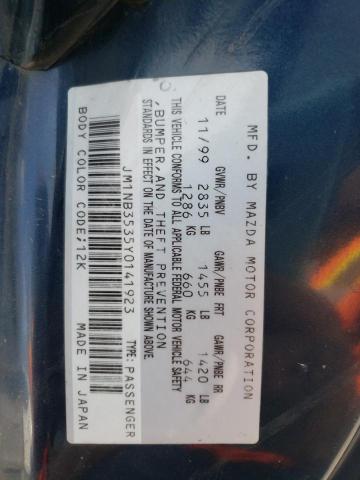 MFD. BY MAZDA MOTOR CORPORATION
DATE GVWR/PNBV GAWR/PNBE FRT GAWR/PNBE RR
11/99 2835 LB 1455 LB 1420 LB
1286 KG 660 KG 644 KG
THIS VEHICLE CONFORMS TO ALL APPLICABLE FEDERAL MOTOR VEHICLE SAFETY
,BUMPER,AND THEFT PREVENTION
STANDARDS IN EFFECT ON THE DATE OF MANUFACTURE SHOWN ABOVE.
JM1NB3535Y0141923 TYPE:PASSENGER
BODY COLOR CODE;12K MADE IN JAPAN